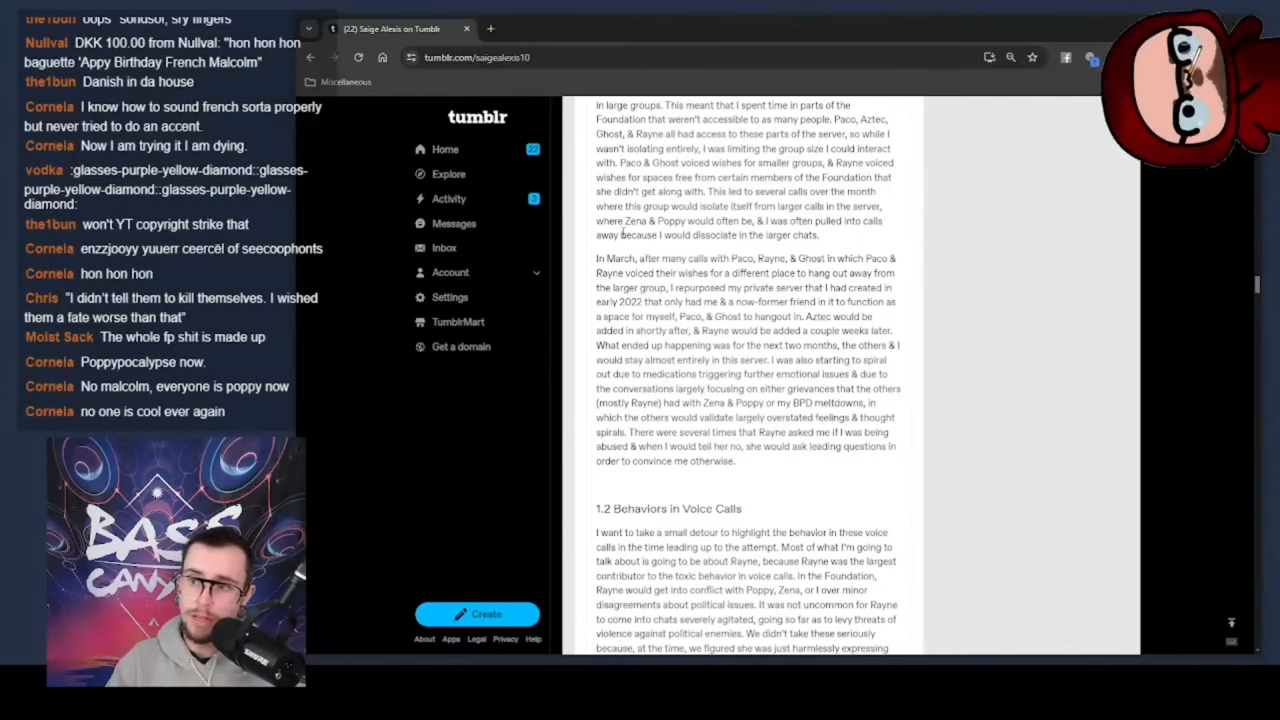 the1bun oops* sondsor, sry fingers
Nullval DKK 100.00 from Nullval: "hon hon hon
baguette 'Appy Birthday French Malcolm"
the1bun Danish in da house
Cornela I know how to sound french sorta properly
but never tried to do an accent.
Cornela Now I am trying it I am dying.
vodka :glasses-purple-yellow-diamond::glasses-
purple-yellow-diamond::glasses-purple-yellow-
diamond:
the1bun won't YT copyright strike that
Cornela enzzjooyy yuuerr ceercël of seecoophonts
Cornela hon hon hon
Chris "I didn't tell them to kill themselves. I wished
them a fate worse than that"
Moist Sack The whole fp shit is made up
Cornela Poppypocalypse now.
Cornela No malcolm, everyone is poppy now
Cornela no one is cool ever again
BASS
CANY
SHURE
(22) Saige Alexis on Tumblr
tumblr.com/saigealexis10
Miscellaneous
tumblr
Home 22
Explore
Activity 3
Messages
Inbox
Account
Settings
TumblrMart
Get a domain
Create
About Apps Legal Privacy Help
in large groups. This meant that I spent time in parts of the
Foundation that weren't accessible to as many people. Paco, Aztec,
Ghost, & Rayne all had access to these parts of the server, so while I
wasn't isolating entirely, I was limiting the group size I could interact
with. Paco & Ghost voiced wishes for smaller groups, & Rayne voiced
wishes for spaces free from certain members of the Foundation that
she didn't get along with. This led to several calls over the month
where this group would isolate itself from larger calls in the server,
where Zena & Poppy would often be, & I was often pulled into calls
away because I would dissociate in the larger chats.
In March, after many calls with Paco, Rayne, & Ghost in which Paco &
Rayne voiced their wishes for a different place to hang out away from
the larger group, I repurposed my private server that I had created in
early 2022 that only had me & a now-former friend in it to function as
a space for myself, Paco, & Ghost to hangout in. Aztec would be
added in shortly after, & Rayne would be added a couple weeks later.
What ended up happening was for the next two months, the others & I
would stay almost entirely in this server. I was also starting to spiral
out due to medications triggering further emotional issues & due to
the conversations largely focusing on either grievances that the others
(mostly Rayne) had with Zena & Poppy or my BPD meltdowns, in
which the others would validate largely overstated feelings & thought
spirals. There were several times that Rayne asked me if I was being
abused & when I would tell her no, she would ask leading questions in
order to convince me otherwise.
1.2 Behaviors in Voice Calls
I want to take a small detour to highlight the behavior in these voice
calls in the time leading up to the attempt. Most of what I'm going to
talk about is going to be about Rayne, because Rayne was the largest
contributor to the toxic behavior in voice calls. In the Foundation,
Rayne would get into conflict with Poppy, Zena, or I over minor
disagreements about political issues. It was not uncommon for Rayne
to come into chats severely agitated, going so far as to levy threats of
violence against political enemies. We didn't take these seriously
because, at the time, we figured she was just harmlessly expressing